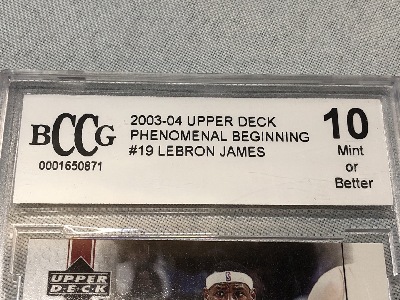 BCCG
0001650871
2003-04 UPPER DECK
PHENOMENAL BEGINNING
#19 LEBRON JAMES
10
Mint
or
Better
UPPER
DECK